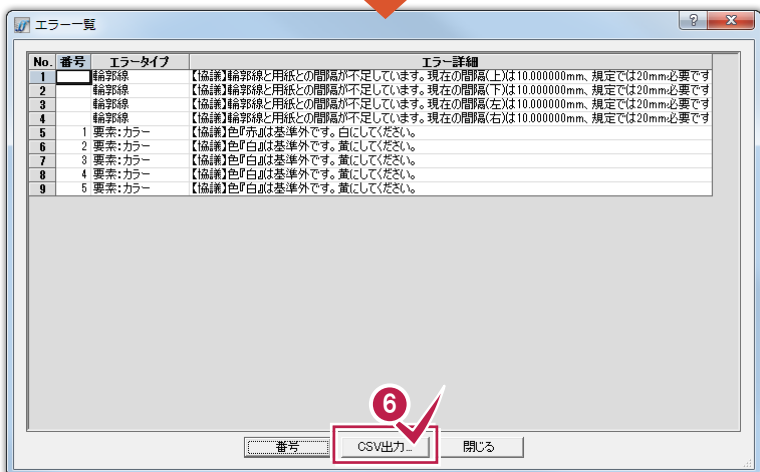 エラー一覧
No. 番号 エラータイプ エラー詳細
1 輪郭線 【協議】輪郭線と用紙との間隔が不足しています。現在の間隔(上)は10.000000mm、規定では20mm必要です
2 輪郭線 【協議】輪郭線と用紙との間隔が不足しています。現在の間隔(下)は10.000000mm、規定では20mm必要です
3 輪郭線 【協議】輪郭線と用紙との間隔が不足しています。現在の間隔(左)は10.000000mm、規定では20mm必要です
4 輪郭線 【協議】輪郭線と用紙との間隔が不足しています。現在の間隔(右)は10.000000mm、規定では20mm必要です
5 1 要素:カラー 【協議】色『赤』は基準外です。白にしてください。
6 2 要素:カラー 【協議】色『白』は基準外です。黄にしてください。
7 3 要素:カラー 【協議】色『白』は基準外です。黄にしてください。
8 4 要素:カラー 【協議】色『白』は基準外です。黄にしてください。
9 5 要素:カラー 【協議】色『白』は基準外です。黄にしてください。
6
番号 CSV出力... 閉じる